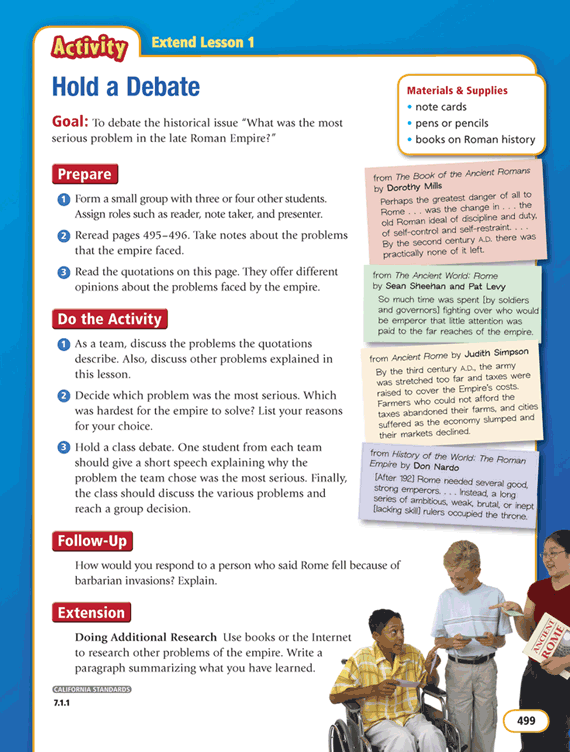 Activity
Extend Lesson 1
Hold a Debate
Goal: To debate the historical issue “What was the most
serious problem in the late Roman Empire?”
Materials & Supplies
• note cards
• pens or pencils
• books on Roman history
Prepare
1 Form a small group with three or four other students.
Assign roles such as reader, note taker, and presenter.
2 Reread pages 495–496. Take notes about the problems
that the empire faced.
3 Read the quotations on this page. They offer different
opinions about the problems faced by the empire.
Do the Activity
1 As a team, discuss the problems the quotations
describe. Also, discuss other problems explained in
this lesson.
2 Decide which problem was the most serious. Which
was hardest for the empire to solve? List your reasons
for your choice.
3 Hold a class debate. One student from each team
should give a short speech explaining why the
problem the team chose was the most serious. Finally,
the class should discuss the various problems and
reach a group decision.
Follow-Up
How would you respond to a person who said Rome fell because of
barbarian invasions? Explain.
Extension
Doing Additional Research Use books or the Internet
to research other problems of the empire. Write a
paragraph summarizing what you have learned.
CALIFORNIA STANDARDS
7.1.1
from The Book of the Ancient Romans
by Dorothy Mills
Perhaps the greatest danger of all to
Rome . . . was the change in . . . the
old Roman ideal of discipline and duty,
of self-control and self-restraint. . . .
By the second century A.D. there was
practically none of it left.
from The Ancient World: Rome
by Sean Sheehan and Pat Levy
So much time was spent [by soldiers
and governors] fighting over who would
be emperor that little attention was
paid to the far reaches of the empire.
from Ancient Rome by Judith Simpson
By the third century A.D., the army
was stretched too far and taxes were
raised to cover the Empire's costs.
Farmers who could not afford the
taxes abandoned their farms, and cities
suffered as the economy slumped and
their markets declined.
from History of the World: The Roman
Empire by Don Nardo
[After 192] Rome needed several good,
strong emperors. . . . Instead, a long
series of ambitious, weak, brutal, or inept
[lacking skill] rulers occupied the throne.
ANCIENT
ROME
499